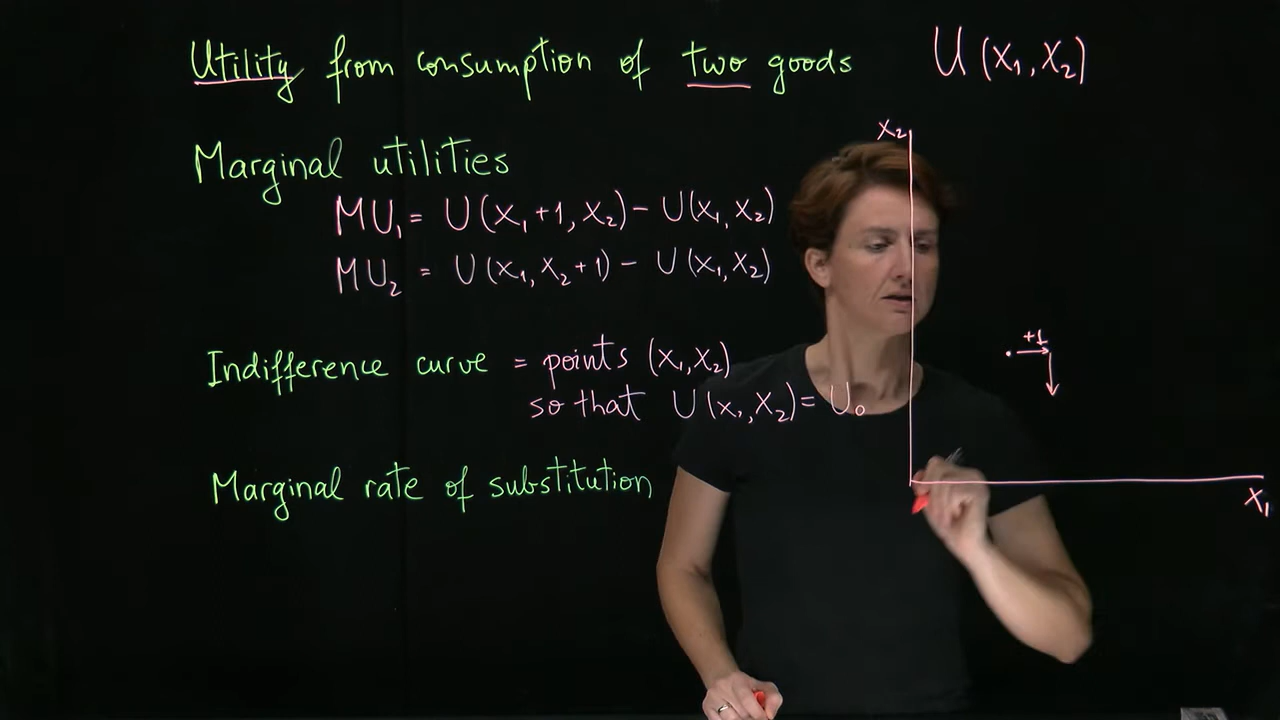 Utility from consumption of two goods U(x₁, x₂)
Marginal utilities
MU₁ = U(x₁+1, x₂) - U(x₁, x₂)
MU₂ = U(x₁, x₂+1) - U(x₁, x₂)
Indifference curve = points (x₁, x₂)
so that U(x₁, x₂) = U₀
Marginal rate of substitution
x₂
+1
x₁